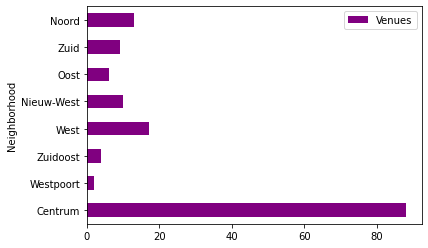 Venues
Neighborhood
Noord
Zuid
Oost
Nieuw-West
West
Zuidoost
Westpoort
Centrum
0 20 40 60 80